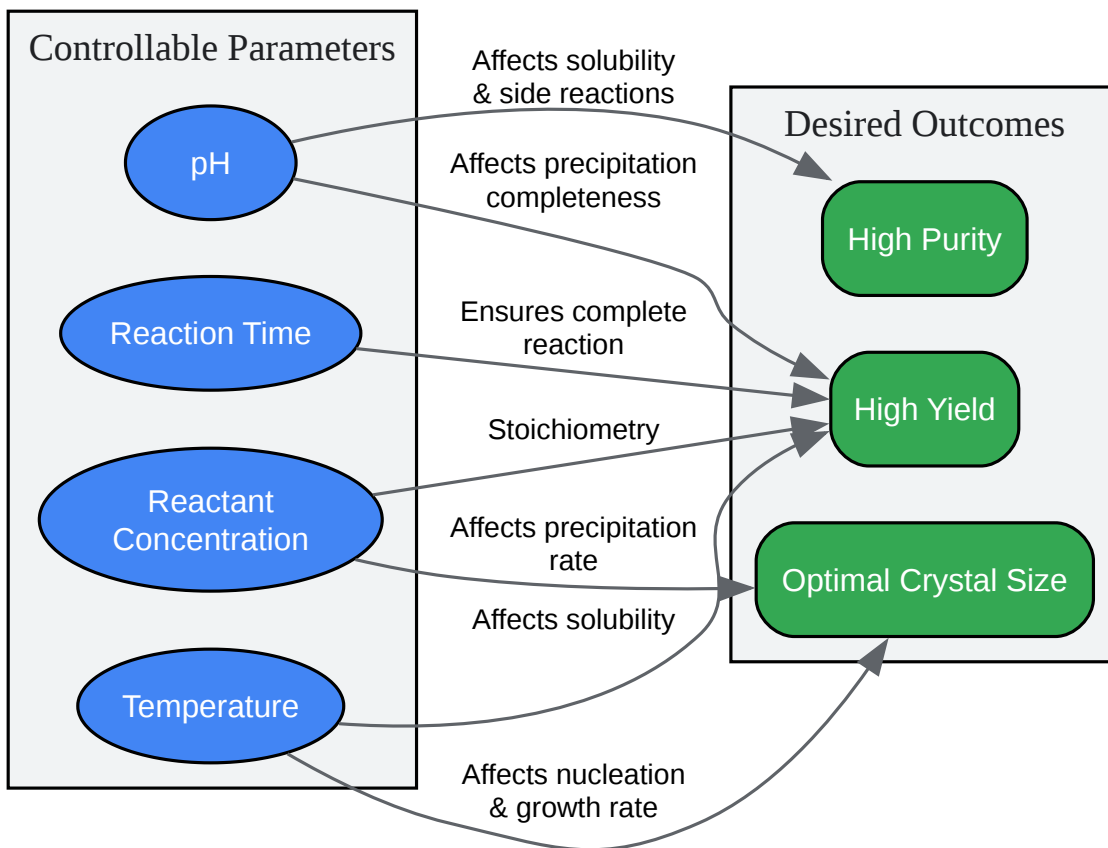 Controllable Parameters
pH
Reaction Time
Reactant
Concentration
Temperature
Affects solubility
& side reactions
Affects precipitation
completeness
Ensures complete
reaction
Stoichiometry
Affects precipitation
rate
Affects solubility
Affects nucleation
& growth rate
Desired Outcomes
High Purity
High Yield
Optimal Crystal Size